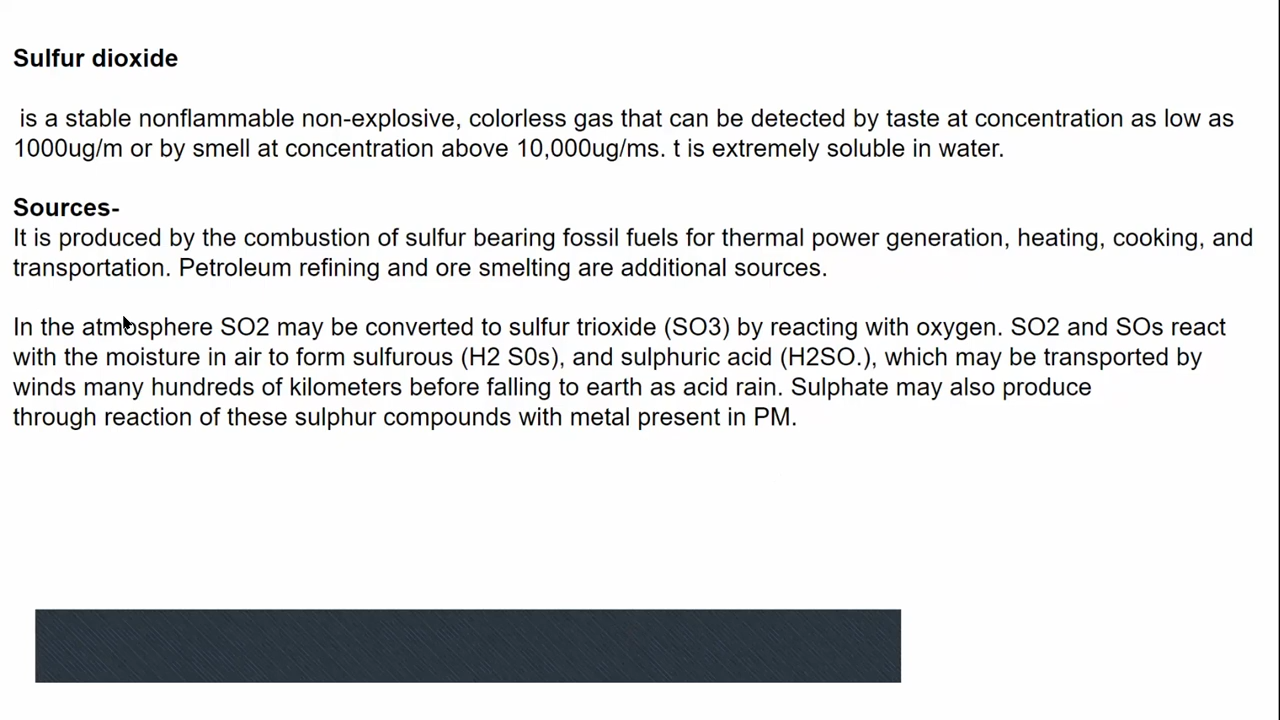 Sulfur dioxide
is a stable nonflammable non-explosive, colorless gas that can be detected by taste at concentration as low as
1000ug/m or by smell at concentration above 10,000ug/ms. t is extremely soluble in water.
Sources-
It is produced by the combustion of sulfur bearing fossil fuels for thermal power generation, heating, cooking, and
transportation. Petroleum refining and ore smelting are additional sources.
In the atmosphere SO2 may be converted to sulfur trioxide (SO3) by reacting with oxygen. SO2 and SOs react
with the moisture in air to form sulfurous (H2 S0s), and sulphuric acid (H2SO.), which may be transported by
winds many hundreds of kilometers before falling to earth as acid rain. Sulphate may also produce
through reaction of these sulphur compounds with metal present in PM.